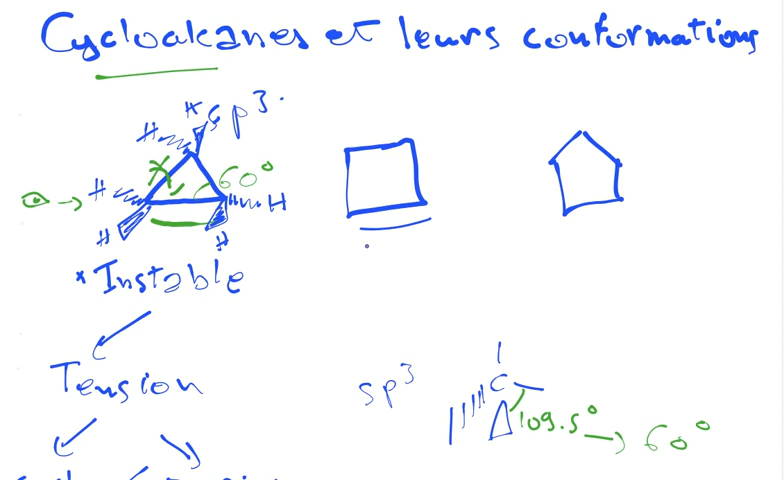 Cycloalcanes et leurs conformations
H
H sp3.
H 60° H
H H
* Instable
Tension
sp3 C
109.5° → 60°